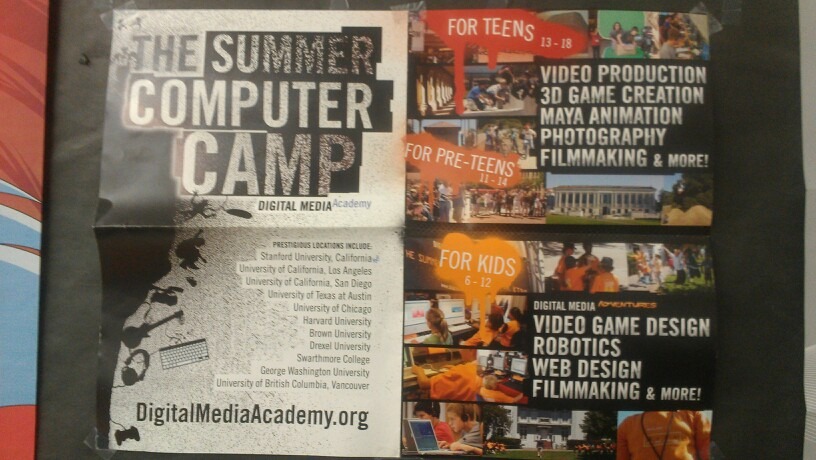 THE SUMMER
COMPUTER
CAMP
DIGITAL MEDIA Academy
PRESTIGIOUS LOCATIONS INCLUDE:
Stanford University, California
University of California, Los Angeles
University of California, San Diego
University of Texas at Austin
University of Chicago
Harvard University
Brown University
Drexel University
Swarthmore College
George Washington University
University of British Columbia, Vancouver
DigitalMediaAcademy.org
FOR TEENS
13 - 18
VIDEO PRODUCTION
3D GAME CREATION
MAYA ANIMATION
PHOTOGRAPHY
FILMMAKING & MORE!
FOR PRE-TEENS
11 - 14
FOR KIDS
6 - 12
DIGITAL MEDIA ADVENTURES
VIDEO GAME DESIGN
ROBOTICS
WEB DESIGN
FILMMAKING & MORE!